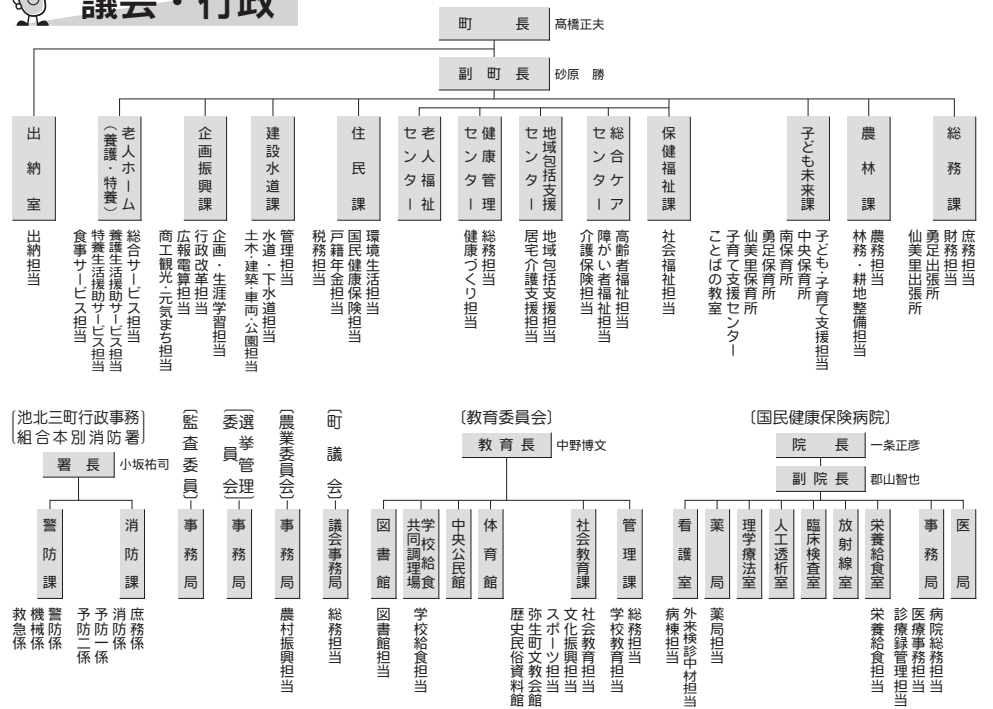 議会・行政
町長 髙橋正夫
副町長 砂原 勝
総務課
庶務担当
財務担当
勇足出張所
仙美里出張所
農林課
農務担当
林務・耕地整備担当
子ども未来課
子ども・子育て支援担当
中央保育所
南保育所
勇足保育所
仙美里保育所
子育て支援センター
ことばの教室
保健福祉課
社会福祉担当
総合ケア
センター
高齢者福祉担当
障がい者福祉担当
介護保険担当
地域包括支援
センター
地域包括支援担当
居宅介護支援担当
健康管理
センター
総務担当
健康づくり担当
老人福祉
センター
住民課
環境生活担当
国民健康保険担当
戸籍年金担当
税務担当
建設水道課
管理担当
水道・下水道担当
土木・建築・車両・公園担当
企画振興課
企画・生涯学習担当
行政改革担当
広報電算担当
商工観光・元気まち担当
老人ホーム
(養護・特養)
総合サービス担当
養護生活援助サービス担当
特養生活援助サービス担当
食事サービス担当
出納室
出納担当
〔国民健康保険病院〕
院長 一条正彦
副院長 郡山智也
医局
事務局
病院総務担当
医療事務担当
診療録管理担当
栄養給食室
栄養給食担当
放射線室
臨床検査室
人工透析室
理学療法室
薬局
薬局担当
看護室
外来検診中材担当
病棟担当
〔教育委員会〕
教育長 中野博文
管理課
総務担当
学校教育担当
社会教育課
社会教育担当
文化振興担当
スポーツ担当
弥生町文教会館
歴史民俗資料館
体育館
中央公民館
学校給食
共同調理場
学校給食担当
図書館
図書館担当
〔町議会〕
議会事務局
総務担当
〔農業委員会〕
事務局
農村振興担当
〔選挙管理
委員会〕
事務局
〔監査委員〕
事務局
〔池北三町行政事務
組合本別消防署〕
署長 小坂祐司
消防課
庶務係
消防係
予防一係
予防二係
警防課
警防係
機械係
救急係